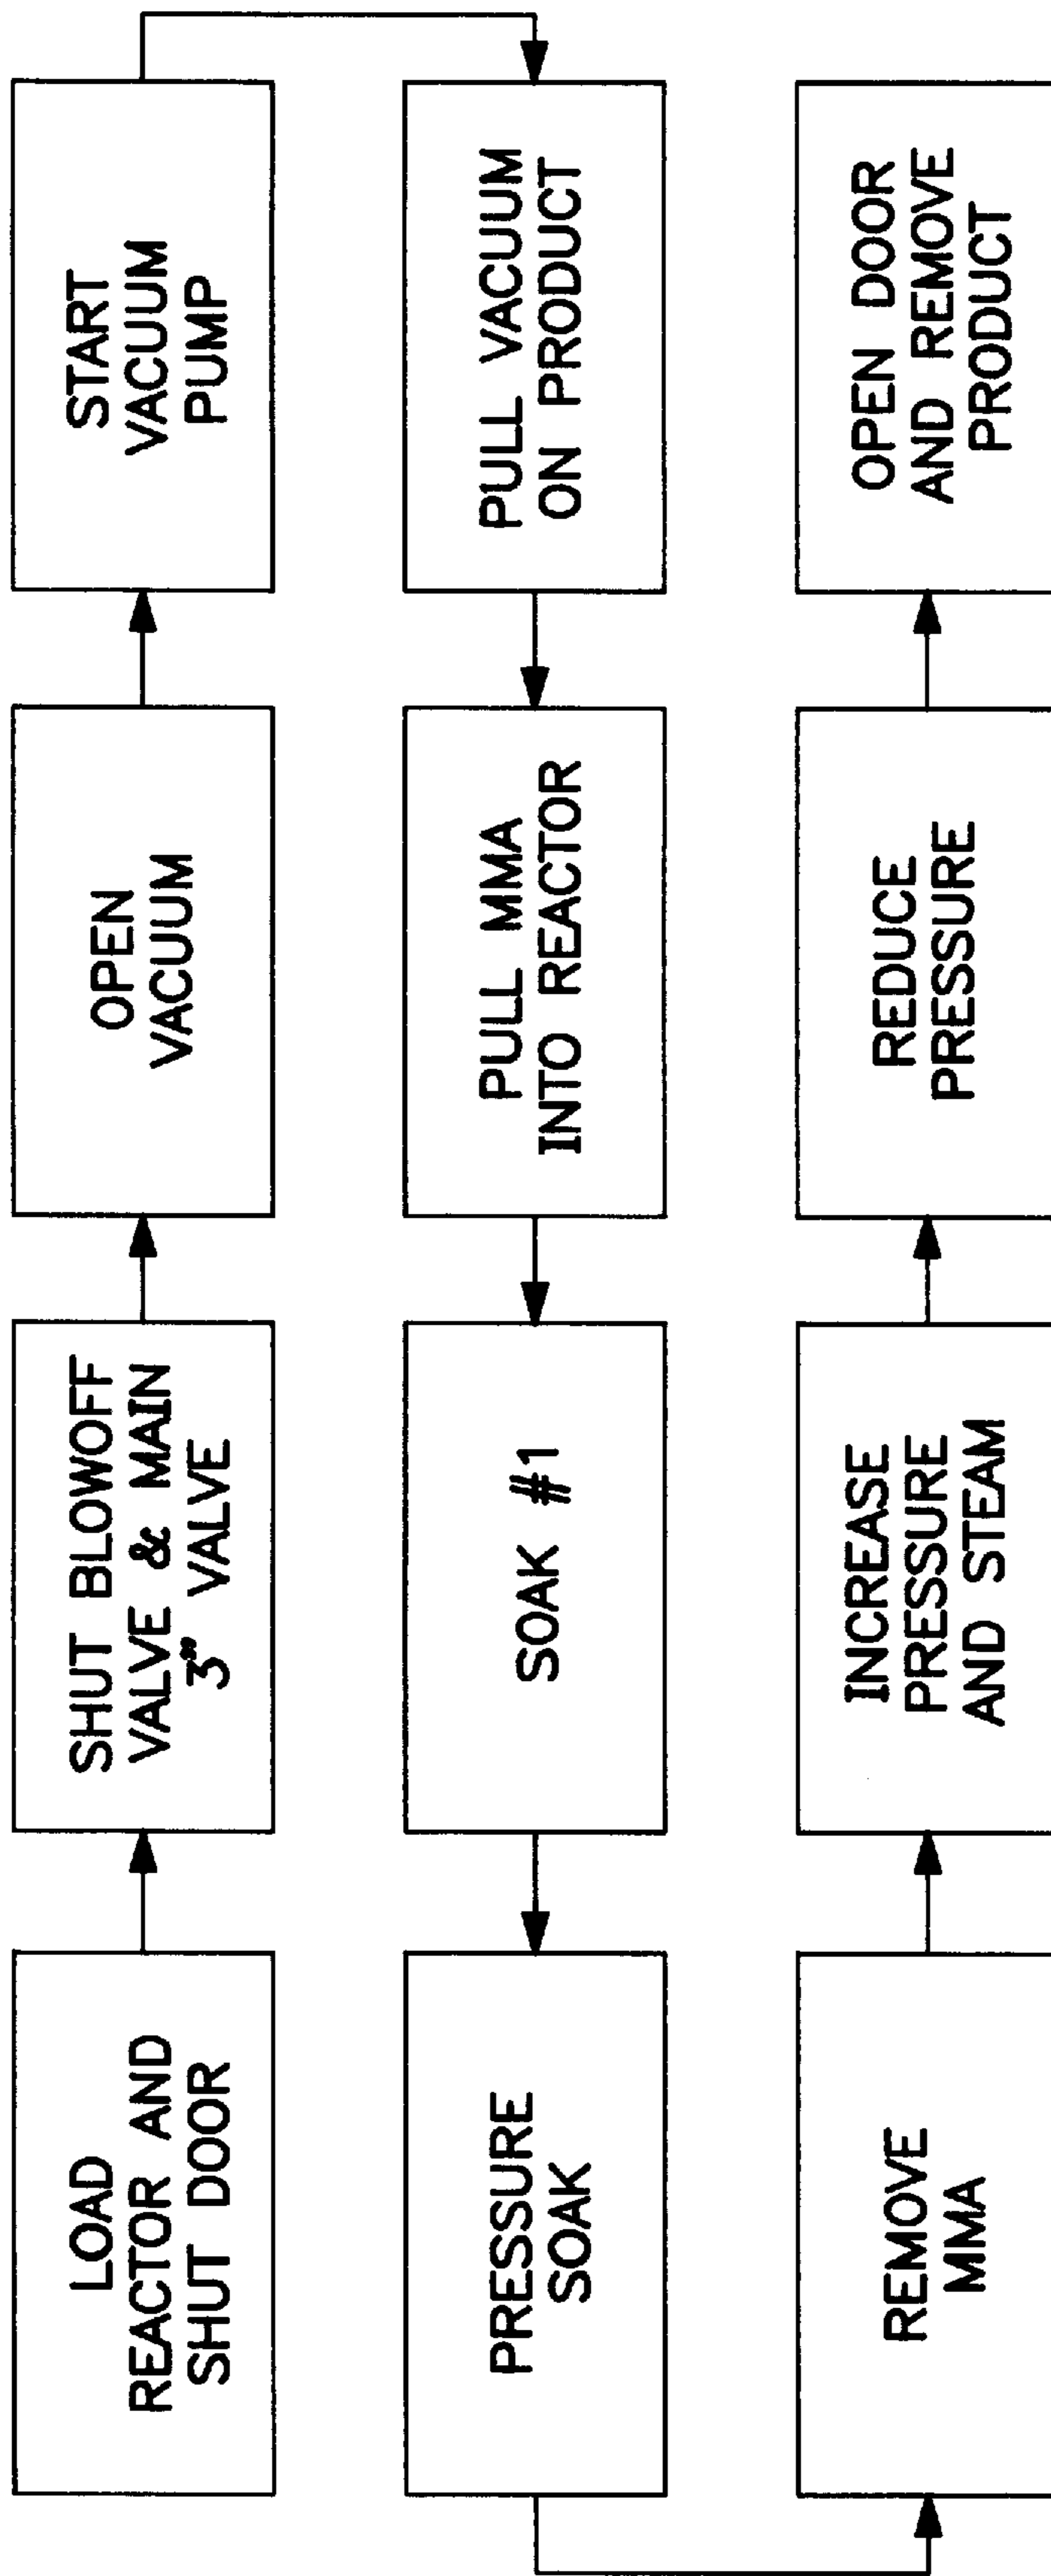 LOAD
REACTOR AND
SHUT DOOR
SHUT BLOWOFF
VALVE & MAIN
3" VALVE
OPEN
VACUUM
START
VACUUM
PUMP
PULL VACUUM
ON PRODUCT
PULL MMA
INTO REACTOR
SOAK #1
PRESSURE
SOAK
REMOVE
MMA
INCREASE
PRESSURE
AND STEAM
REDUCE
PRESSURE
OPEN DOOR
AND REMOVE
PRODUCT